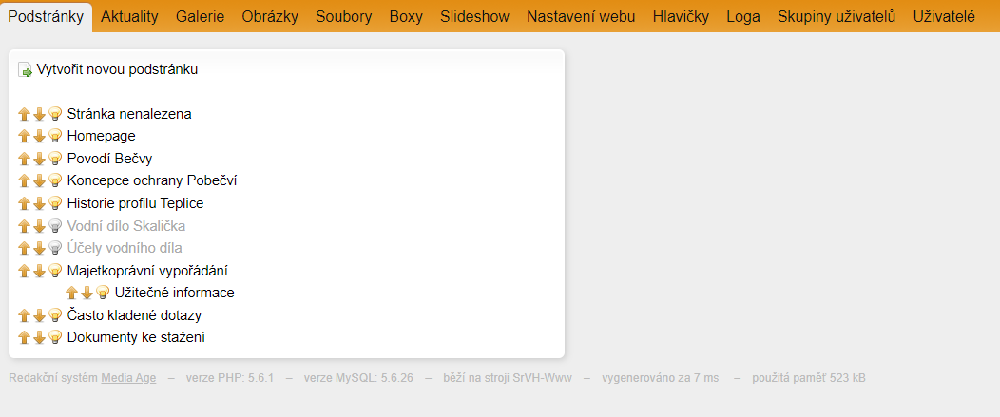 Podstránky Aktuality Galerie Obrázky Soubory Boxy Slideshow Nastavení webu Hlavičky Loga Skupiny uživatelů Uživatelé
Vytvořit novou podstránku
Stránka nenalezena
Homepage
Povodí Bečvy
Koncepce ochrany Pobečví
Historie profilu Teplice
Vodní dílo Skalička
Účely vodního díla
Majetkoprávní vypořádání
Užitečné informace
Často kladené dotazy
Dokumenty ke stažení
Redakční systém Media Age – verze PHP: 5.6.1 – verze MySQL: 5.6.26 – běží na stroji SrVH-Www – vygenerováno za 7 ms – použitá paměť 523 kB